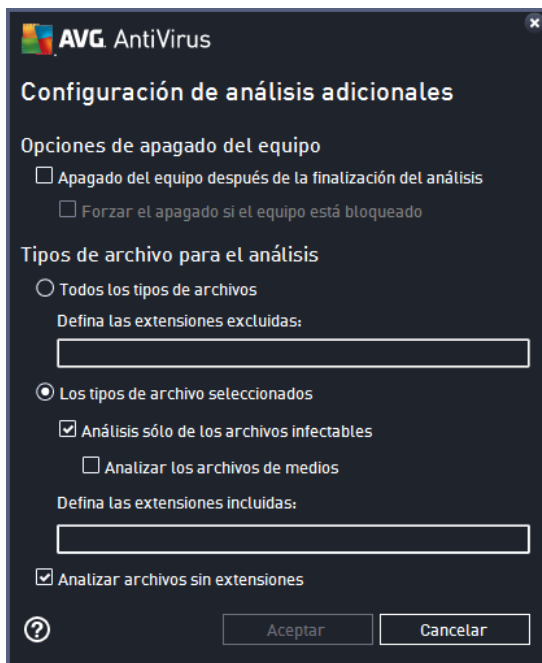 AVG. AntiVirus
Configuración de análisis adicionales
Opciones de apagado del equipo
Apagado del equipo después de la finalización del análisis
Forzar el apagado si el equipo está bloqueado
Tipos de archivo para el análisis
Todos los tipos de archivos
Defina las extensiones excluidas:
Los tipos de archivo seleccionados
Análisis sólo de los archivos infectables
Analizar los archivos de medios
Defina las extensiones incluidas:
Analizar archivos sin extensiones
Aceptar
Cancelar